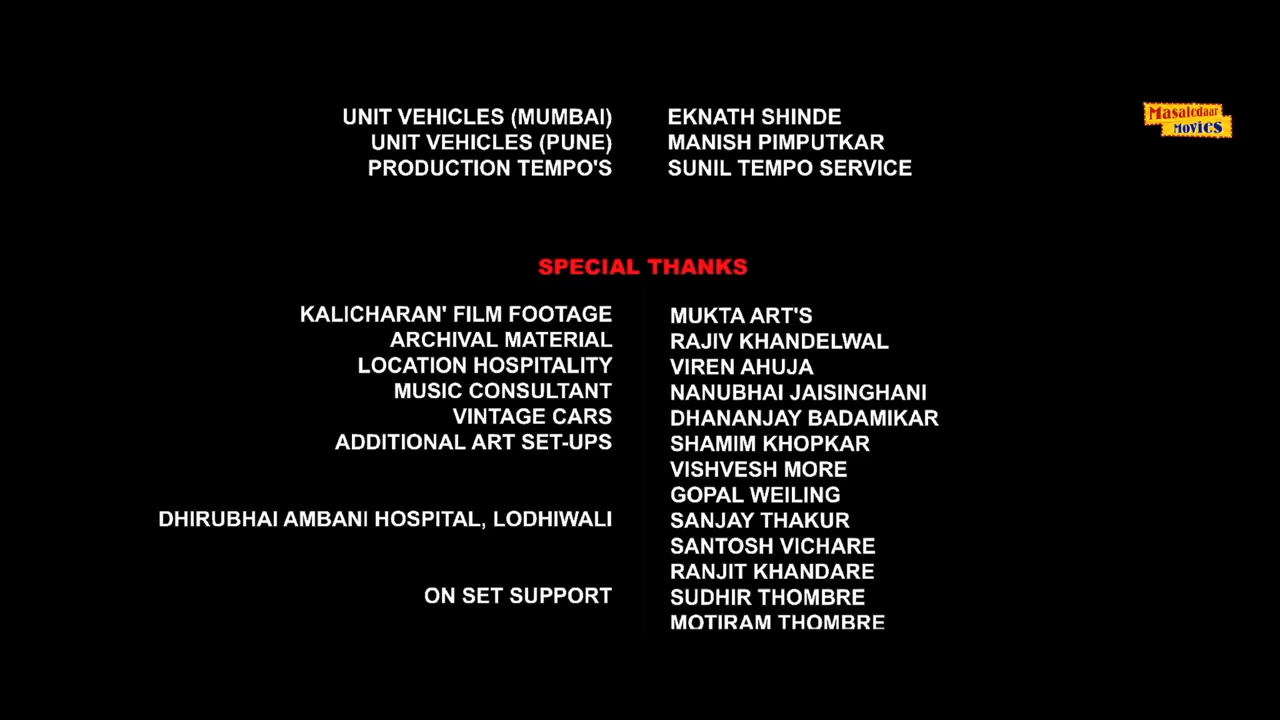 UNIT VEHICLES (MUMBAI) EKNATH SHINDE
UNIT VEHICLES (PUNE) MANISH PIMPUTKAR
PRODUCTION TEMPO'S SUNIL TEMPO SERVICE
Masaledaar
Movies
SPECIAL THANKS
KALICHARAN' FILM FOOTAGE MUKTA ART'S
ARCHIVAL MATERIAL RAJIV KHANDELWAL
LOCATION HOSPITALITY VIREN AHUJA
MUSIC CONSULTANT NANUBHAI JAISINGHANI
VINTAGE CARS DHANANJAY BADAMIKAR
ADDITIONAL ART SET-UPS SHAMIM KHOPKAR
VISHVESH MORE
GOPAL WEILING
DHIRUBHAI AMBANI HOSPITAL, LODHIWALI SANJAY THAKUR
SANTOSH VICHARE
RANJIT KHANDARE
ON SET SUPPORT SUDHIR THOMBRE
MOTIRAM THOMBRE